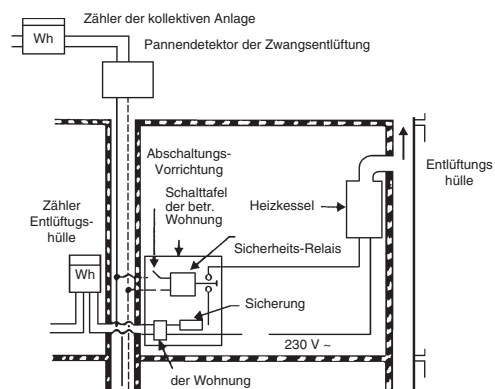 Zähler der kollektiven Anlage
Wh
Pannendetektor der Zwangsentlüftung
Abschaltungs-
Vorrichtung
Schalttafel
der betr.
Wohnung
Heizkessel
Entlüftungs
hülle
Zähler
Entlüftugs-
hülle
Wh
Sicherheits-Relais
Sicherung
230 V ~
der Wohnung